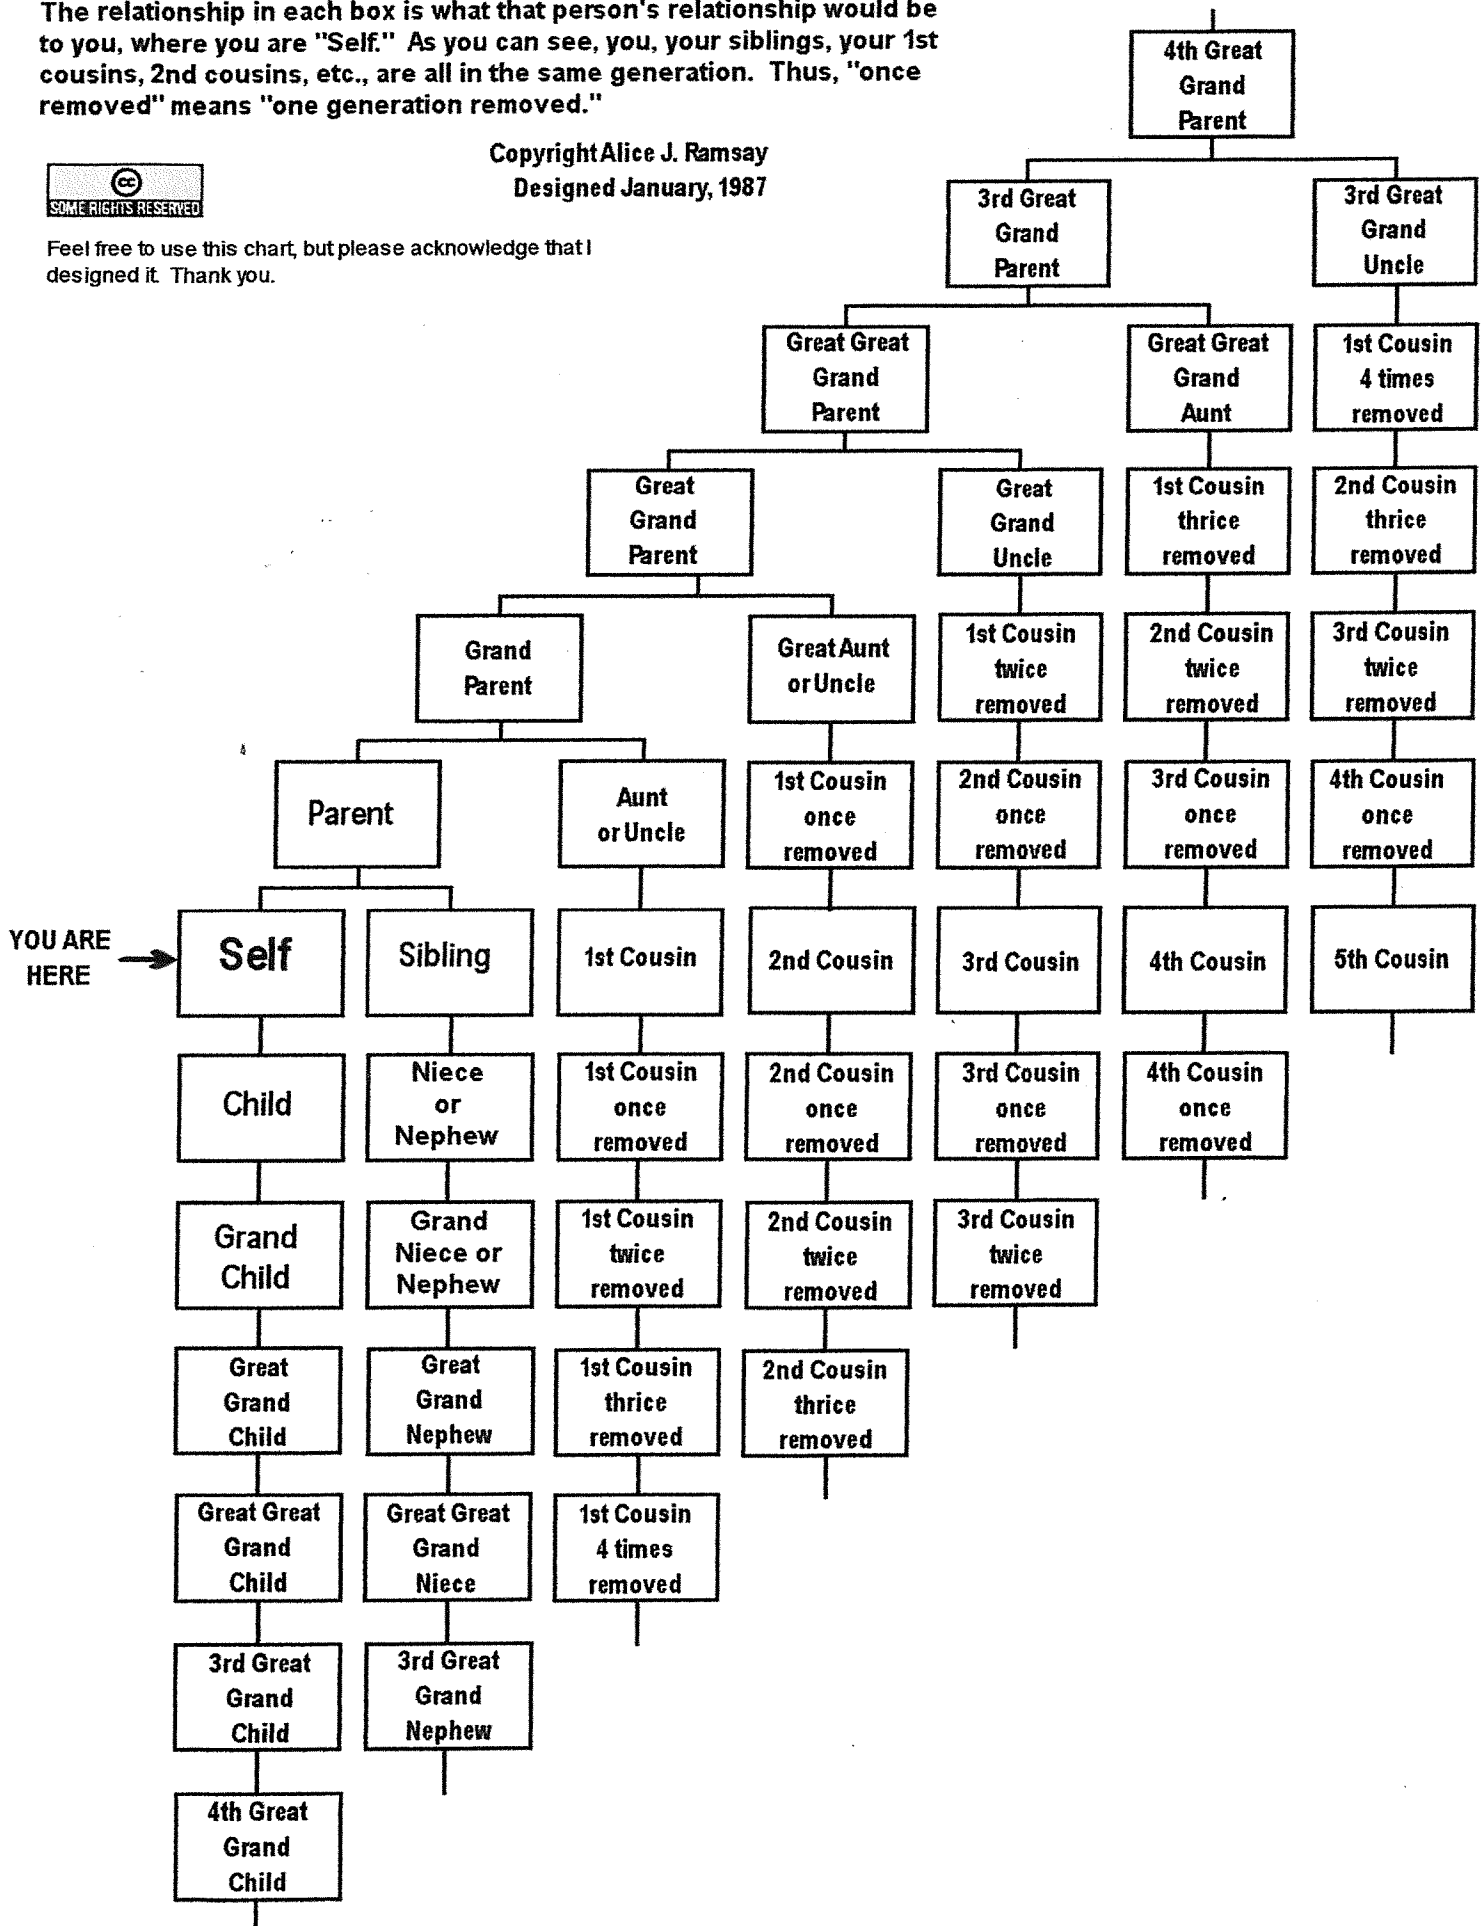 The relationship in each box is what that person's relationship would be
to you, where you are "Self." As you can see, you, your siblings, your 1st
cousins, 2nd cousins, etc., are all in the same generation. Thus, "once
removed" means "one generation removed."
Copyright Alice J. Ramsay
Designed January, 1987
cc
SOME RIGHTS RESERVED
Feel free to use this chart, but please acknowledge that I
designed it. Thank you.
4th Great
Grand
Parent
3rd Great
Grand
Parent
3rd Great
Grand
Uncle
Great Great
Grand
Parent
Great Great
Grand
Aunt
1st Cousin
4 times
removed
Great
Grand
Parent
Great
Grand
Uncle
1st Cousin
thrice
removed
2nd Cousin
thrice
removed
Grand
Parent
Great Aunt
or Uncle
1st Cousin
twice
removed
2nd Cousin
twice
removed
3rd Cousin
twice
removed
Parent
Aunt
or Uncle
1st Cousin
once
removed
2nd Cousin
once
removed
3rd Cousin
once
removed
4th Cousin
once
removed
YOU ARE
HERE
Self
Sibling
1st Cousin
2nd Cousin
3rd Cousin
4th Cousin
5th Cousin
Child
Niece
or
Nephew
1st Cousin
once
removed
2nd Cousin
once
removed
3rd Cousin
once
removed
4th Cousin
once
removed
Grand
Child
Grand
Niece or
Nephew
1st Cousin
twice
removed
2nd Cousin
twice
removed
3rd Cousin
twice
removed
Great
Grand
Child
Great
Grand
Nephew
1st Cousin
thrice
removed
2nd Cousin
thrice
removed
Great Great
Grand
Child
Great Great
Grand
Niece
1st Cousin
4 times
removed
3rd Great
Grand
Child
3rd Great
Grand
Nephew
4th Great
Grand
Child